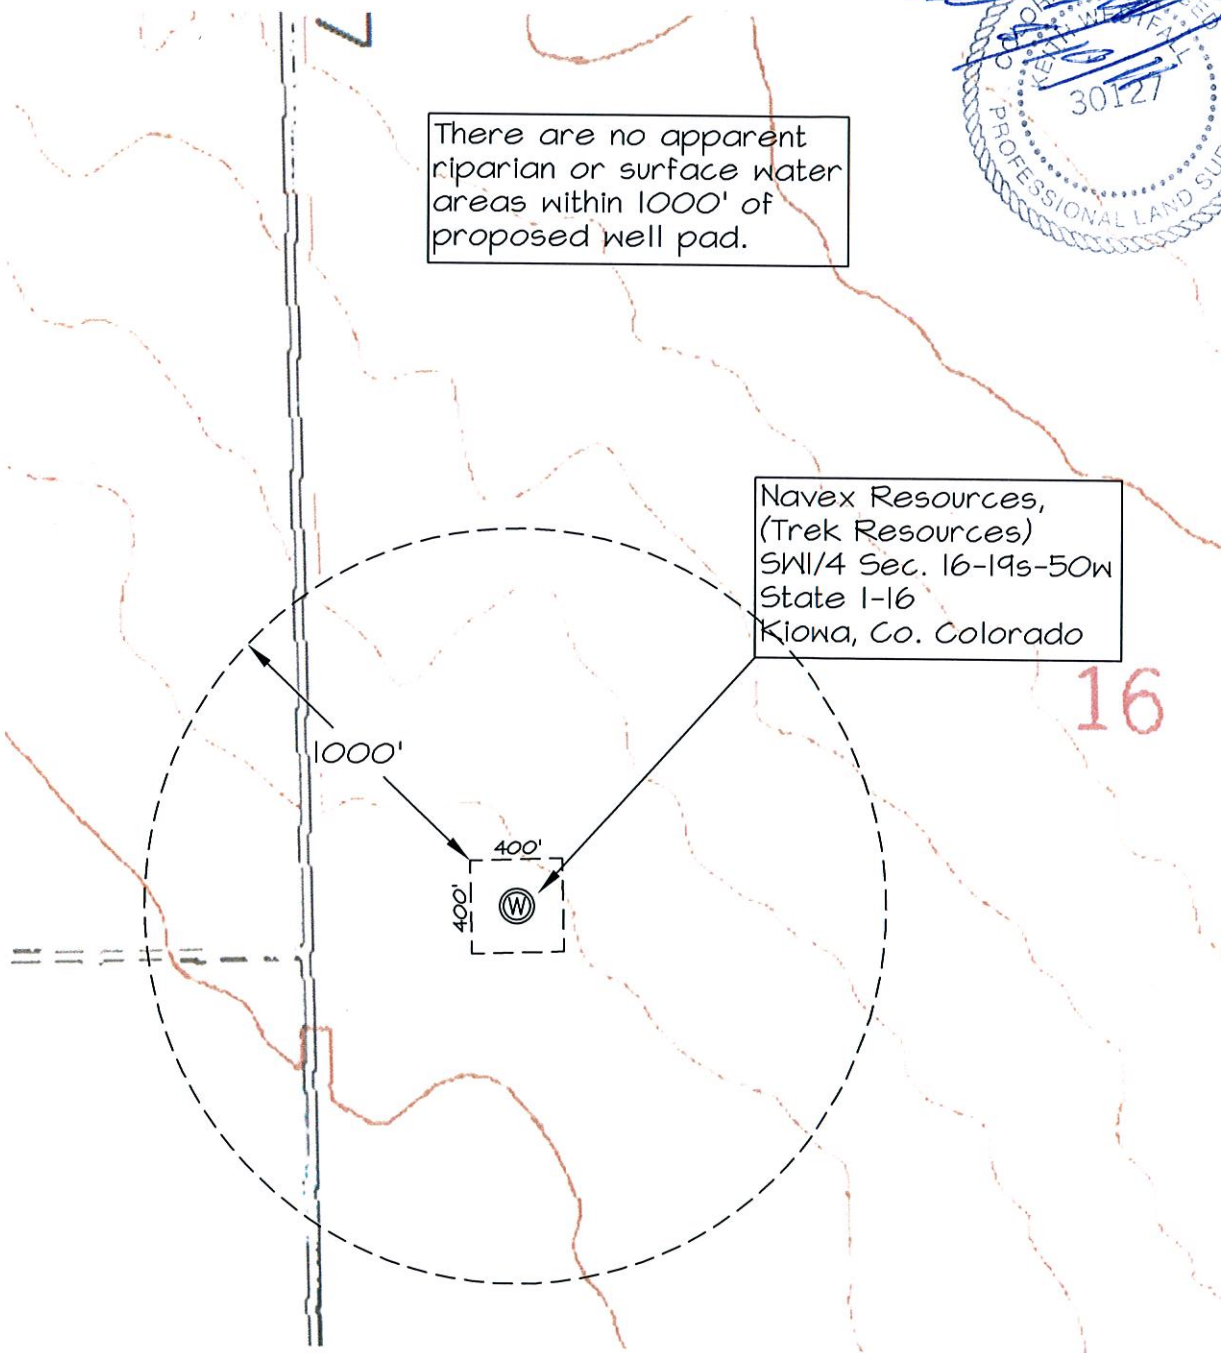 There are no apparent
riparian or surface water
areas within 1000' of
proposed well pad.
KEITH WESTFALL
30127
PROFESSIONAL LAND
Navex Resources,
(Trek Resources)
SW1/4 Sec. 16-19s-50w
State 1-16
Kiowa, Co. Colorado
16
1000'
400'
400'
W